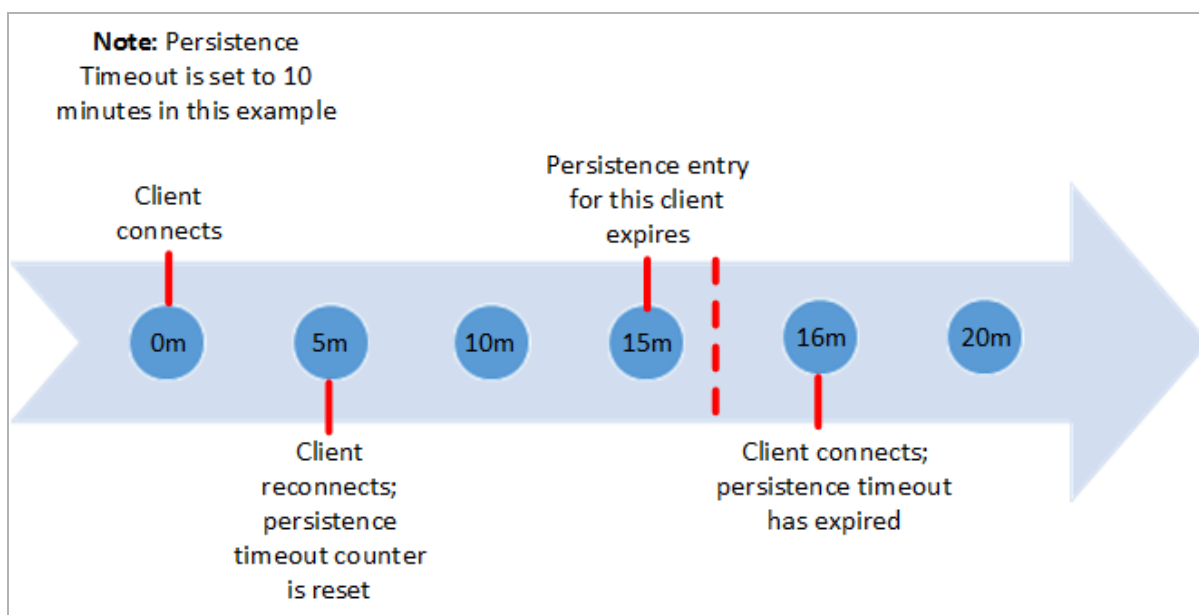 Note: Persistence
Timeout is set to 10
minutes in this example
Client
connects
Persistence entry
for this client
expires
0m
5m
10m
15m
16m
20m
Client
reconnects;
persistence
timeout counter
is reset
Client connects;
persistence timeout
has expired